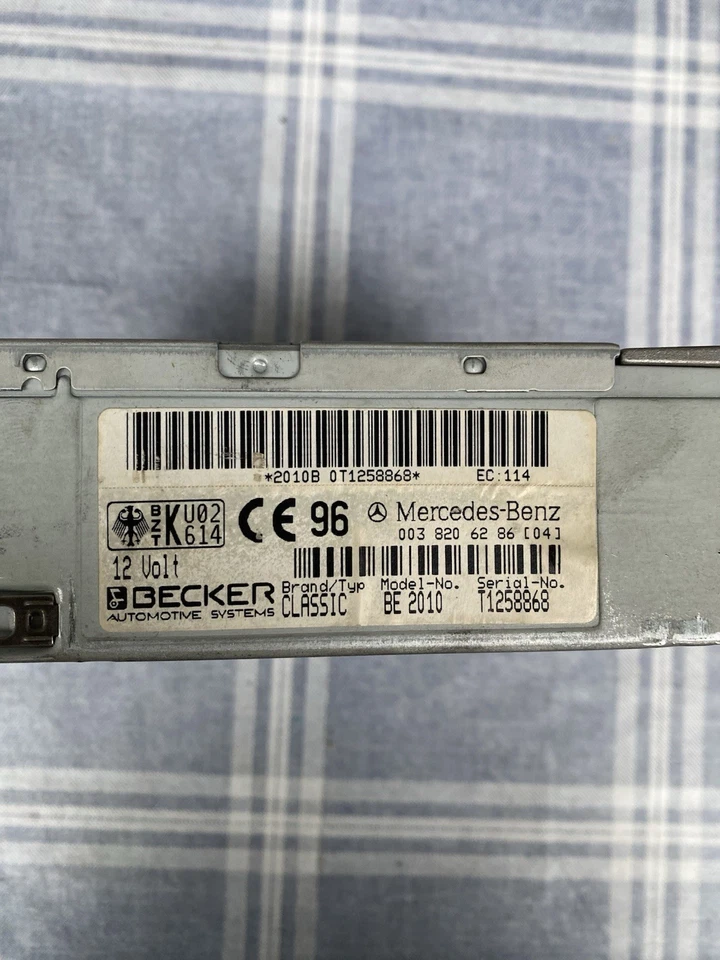 *2010B 0T1258868* EC:114
BZT K U02 614 CE 96 Mercedes-Benz
003 820 62 86 [04]
12 Volt
Brand/Typ Model-No. Serial-No.
BECKER CLASSIC BE 2010 T1258868
AUTOMOTIVE SYSTEMS